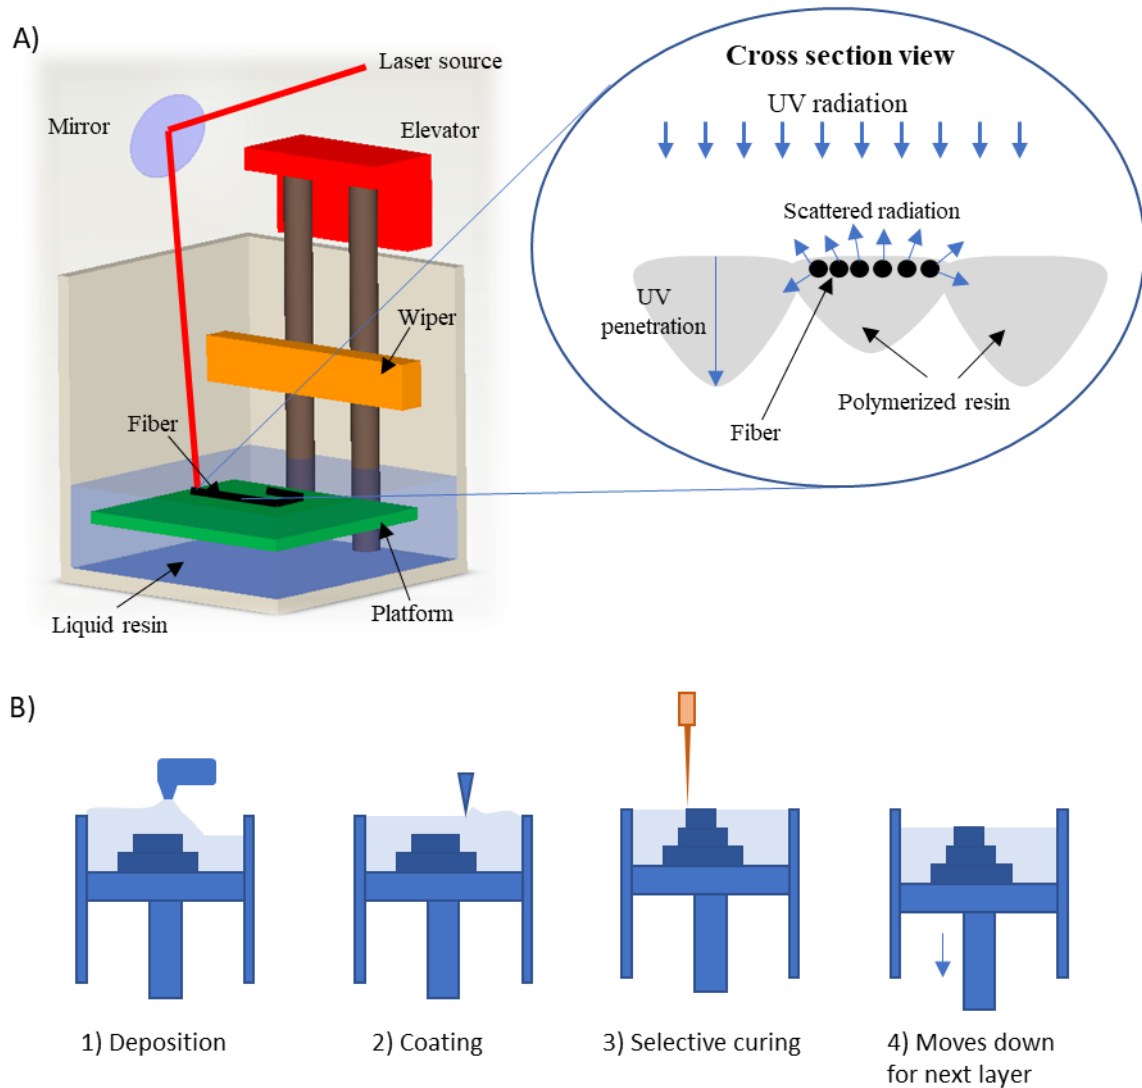 A)
Laser source
Mirror
Elevator
Wiper
Fiber
Liquid resin
Platform
Cross section view
UV radiation
Scattered radiation
UV
penetration
Polymerized resin
Fiber
B)
1) Deposition
2) Coating
3) Selective curing
4) Moves down
for next layer